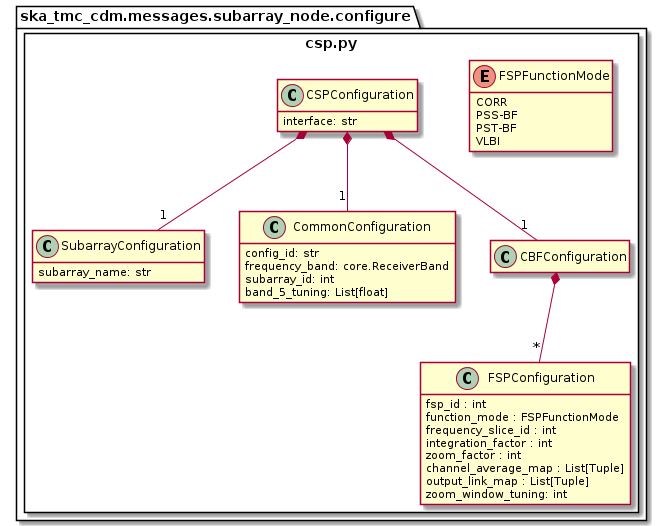 ska_tmc_cdm.messages.subarray_node.configure
csp.py
C CSPConfiguration
interface: str
E FSPFunctionMode
CORR
PSS-BF
PST-BF
VLBI
1
1
1
C SubarrayConfiguration
subarray_name: str
C CommonConfiguration
config_id: str
frequency_band: core.ReceiverBand
subarray_id: int
band_5_tuning: List[float]
C CBFConfiguration
*
C FSPConfiguration
fsp_id : int
function_mode : FSPFunctionMode
frequency_slice_id : int
integration_factor : int
zoom_factor : int
channel_average_map : List[Tuple]
output_link_map : List[Tuple]
zoom_window_tuning: int